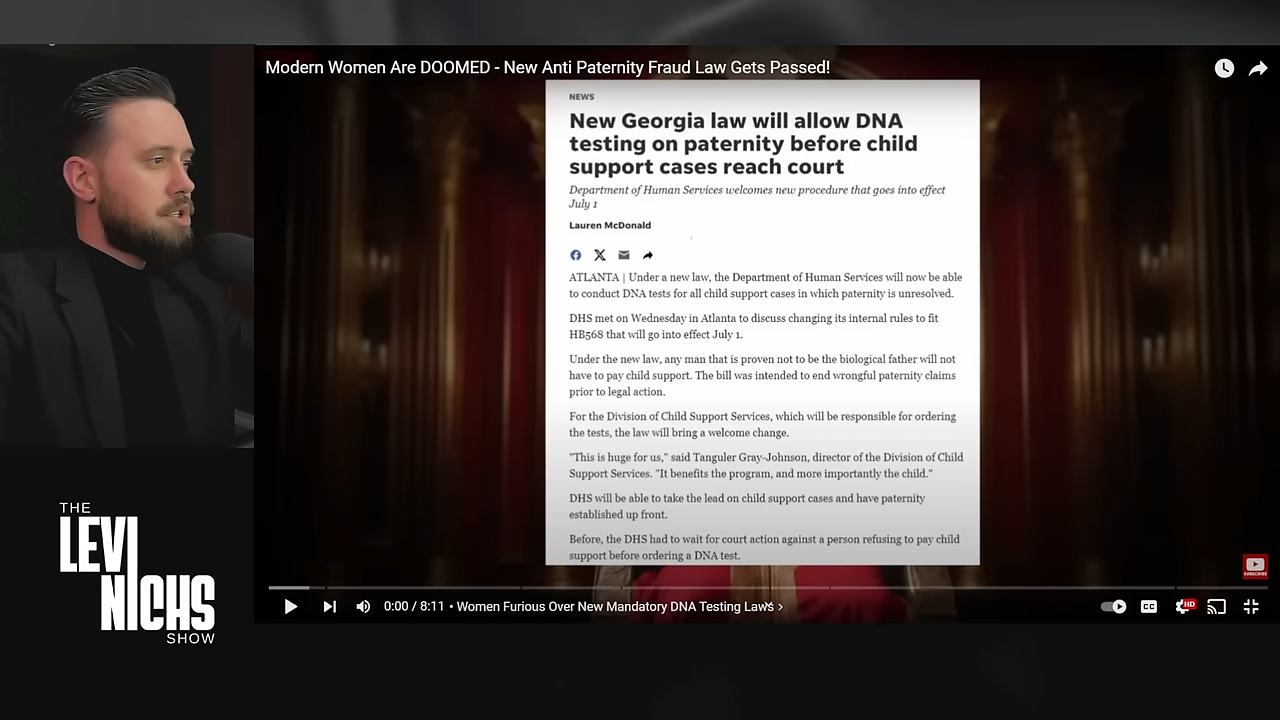 Modern Women Are DOOMED - New Anti Paternity Fraud Law Gets Passed!
NEWS
New Georgia law will allow DNA
testing on paternity before child
support cases reach court
Department of Human Services welcomes new procedure that goes into effect
July 1
Lauren McDonald
ATLANTA | Under a new law, the Department of Human Services will now be able
to conduct DNA tests for all child support cases in which paternity is unresolved.
DHS met on Wednesday in Atlanta to discuss changing its internal rules to fit
HB568 that will go into effect July 1.
Under the new law, any man that is proven not to be the biological father will not
have to pay child support. The bill was intended to end wrongful paternity claims
prior to legal action.
For the Division of Child Support Services, which will be responsible for ordering
the tests, the law will bring a welcome change.
"This is huge for us," said Tanguler Gray-Johnson, director of the Division of Child
Support Services. "It benefits the program, and more importantly the child."
DHS will be able to take the lead on child support cases and have paternity
established up front.
Before, the DHS had to wait for court action against a person refusing to pay child
support before ordering a DNA test.
SUBSCRIBE
0:00 / 8:11 • Women Furious Over New Mandatory DNA Testing Laws ›
CC
HD
THE
LEVI
NICHS
SHOW